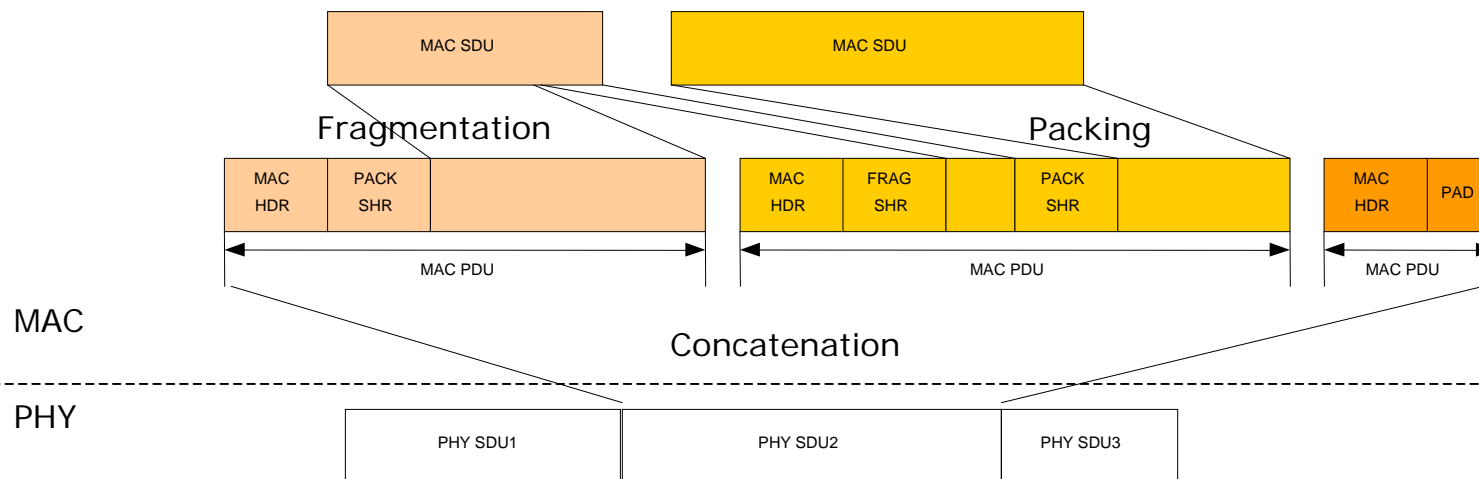 MAC SDU
MAC SDU
Fragmentation
Packing
MAC
HDR
PACK
SHR
MAC
HDR
FRAG
SHR
PACK
SHR
MAC
HDR
PAD
MAC PDU
MAC PDU
MAC PDU
MAC
Concatenation
PHY
PHY SDU1
PHY SDU2
PHY SDU3